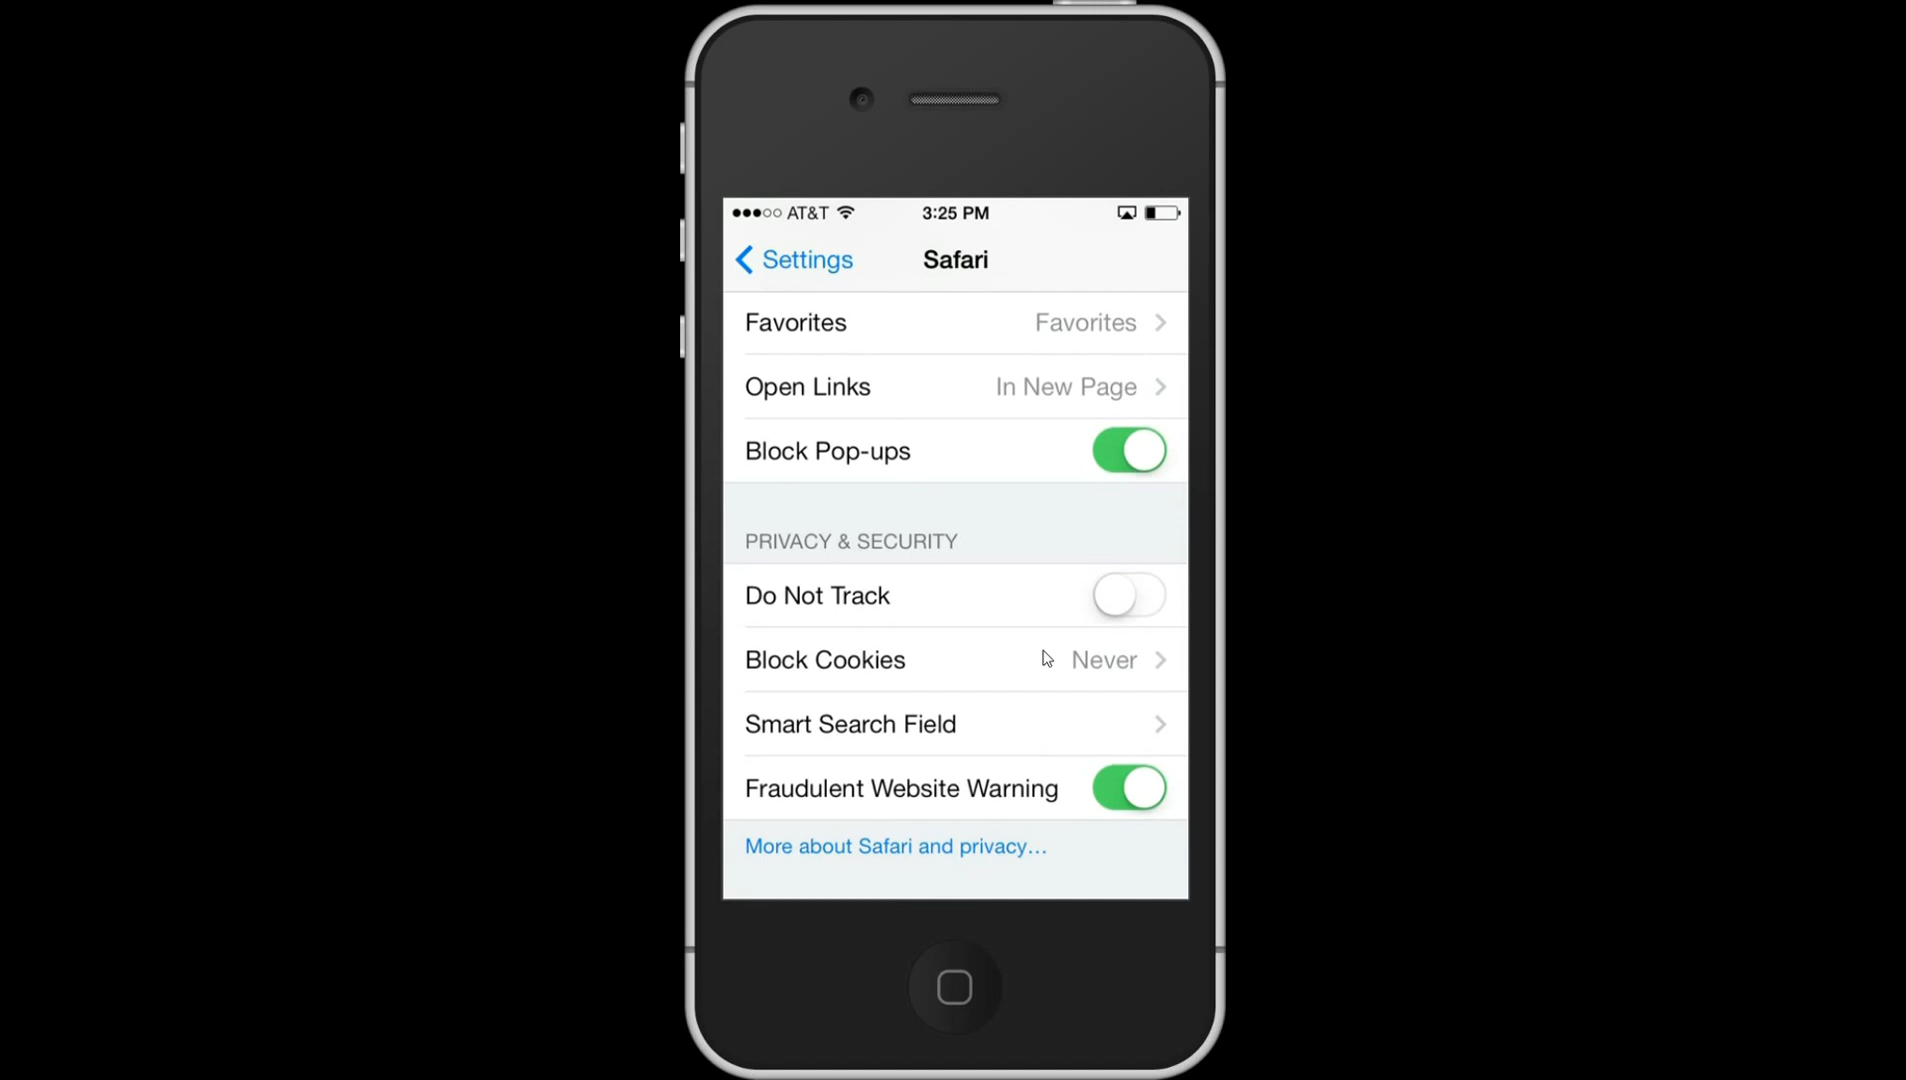 AT&T 3:25 PM
Settings Safari
Favorites Favorites
Open Links In New Page
Block Pop-ups
PRIVACY & SECURITY
Do Not Track
Block Cookies Never
Smart Search Field
Fraudulent Website Warning
More about Safari and privacy...